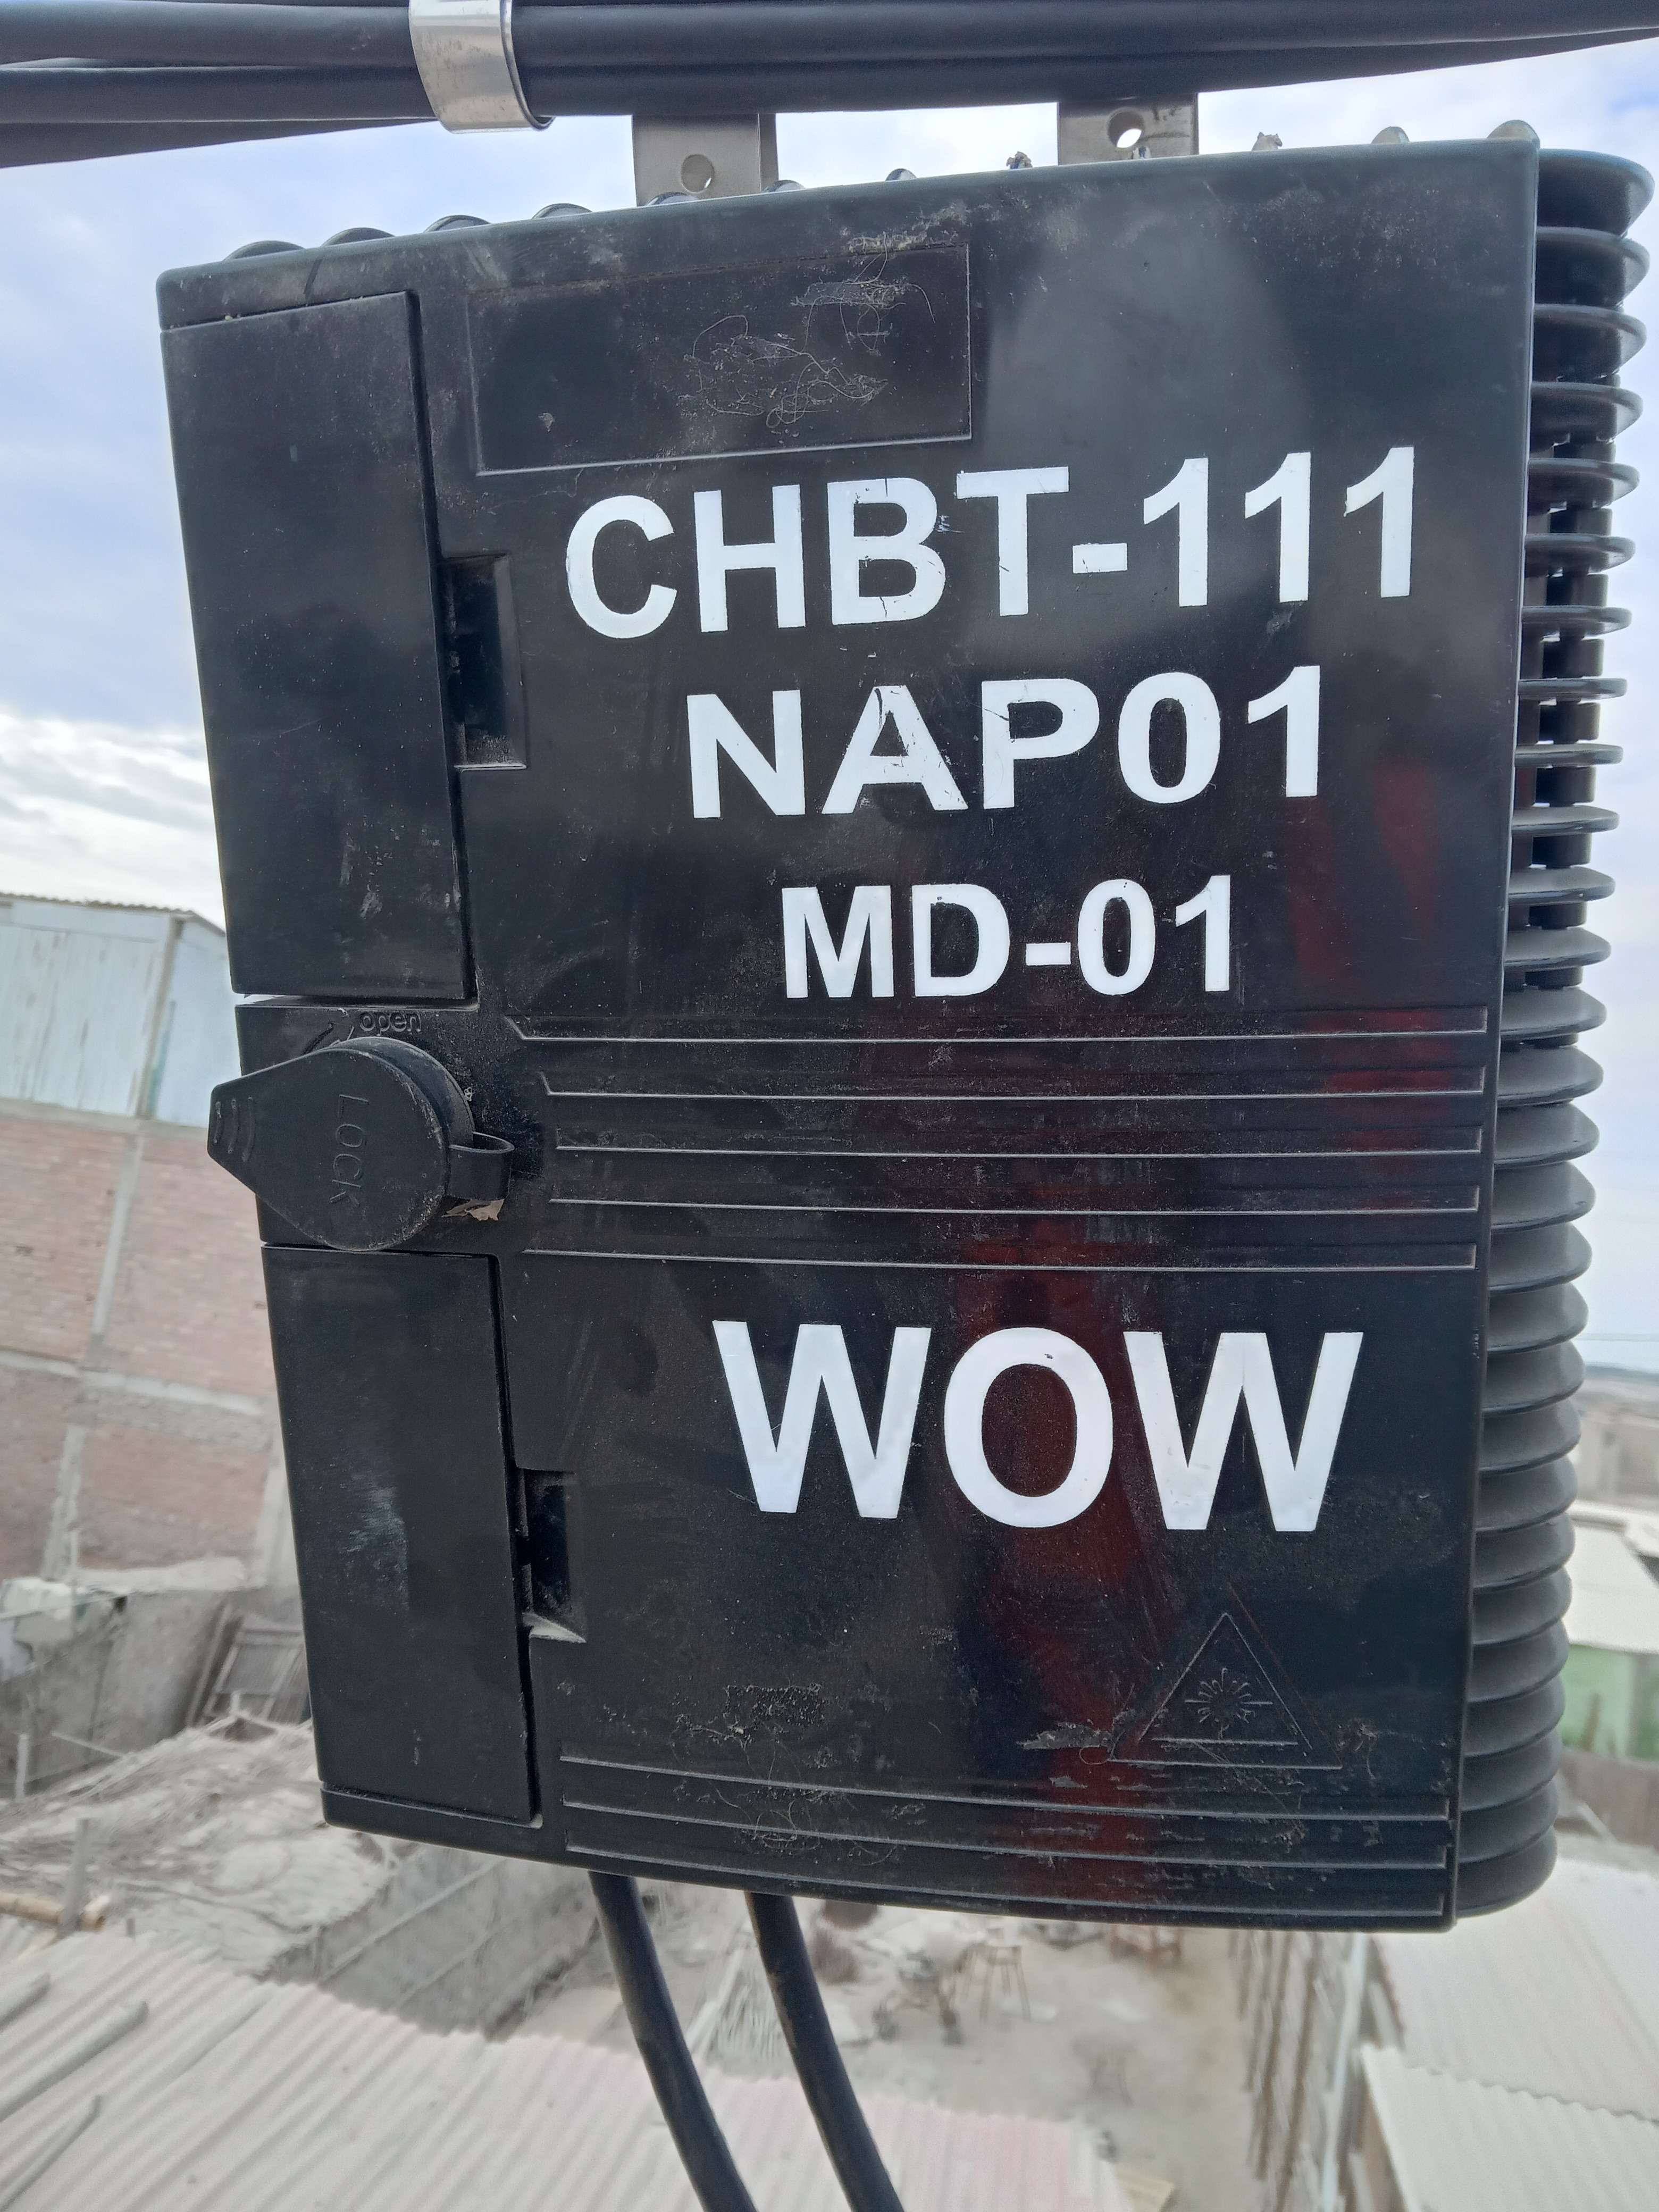 CHBT-111
NAP01
MD-01
open
LOCK
WOW